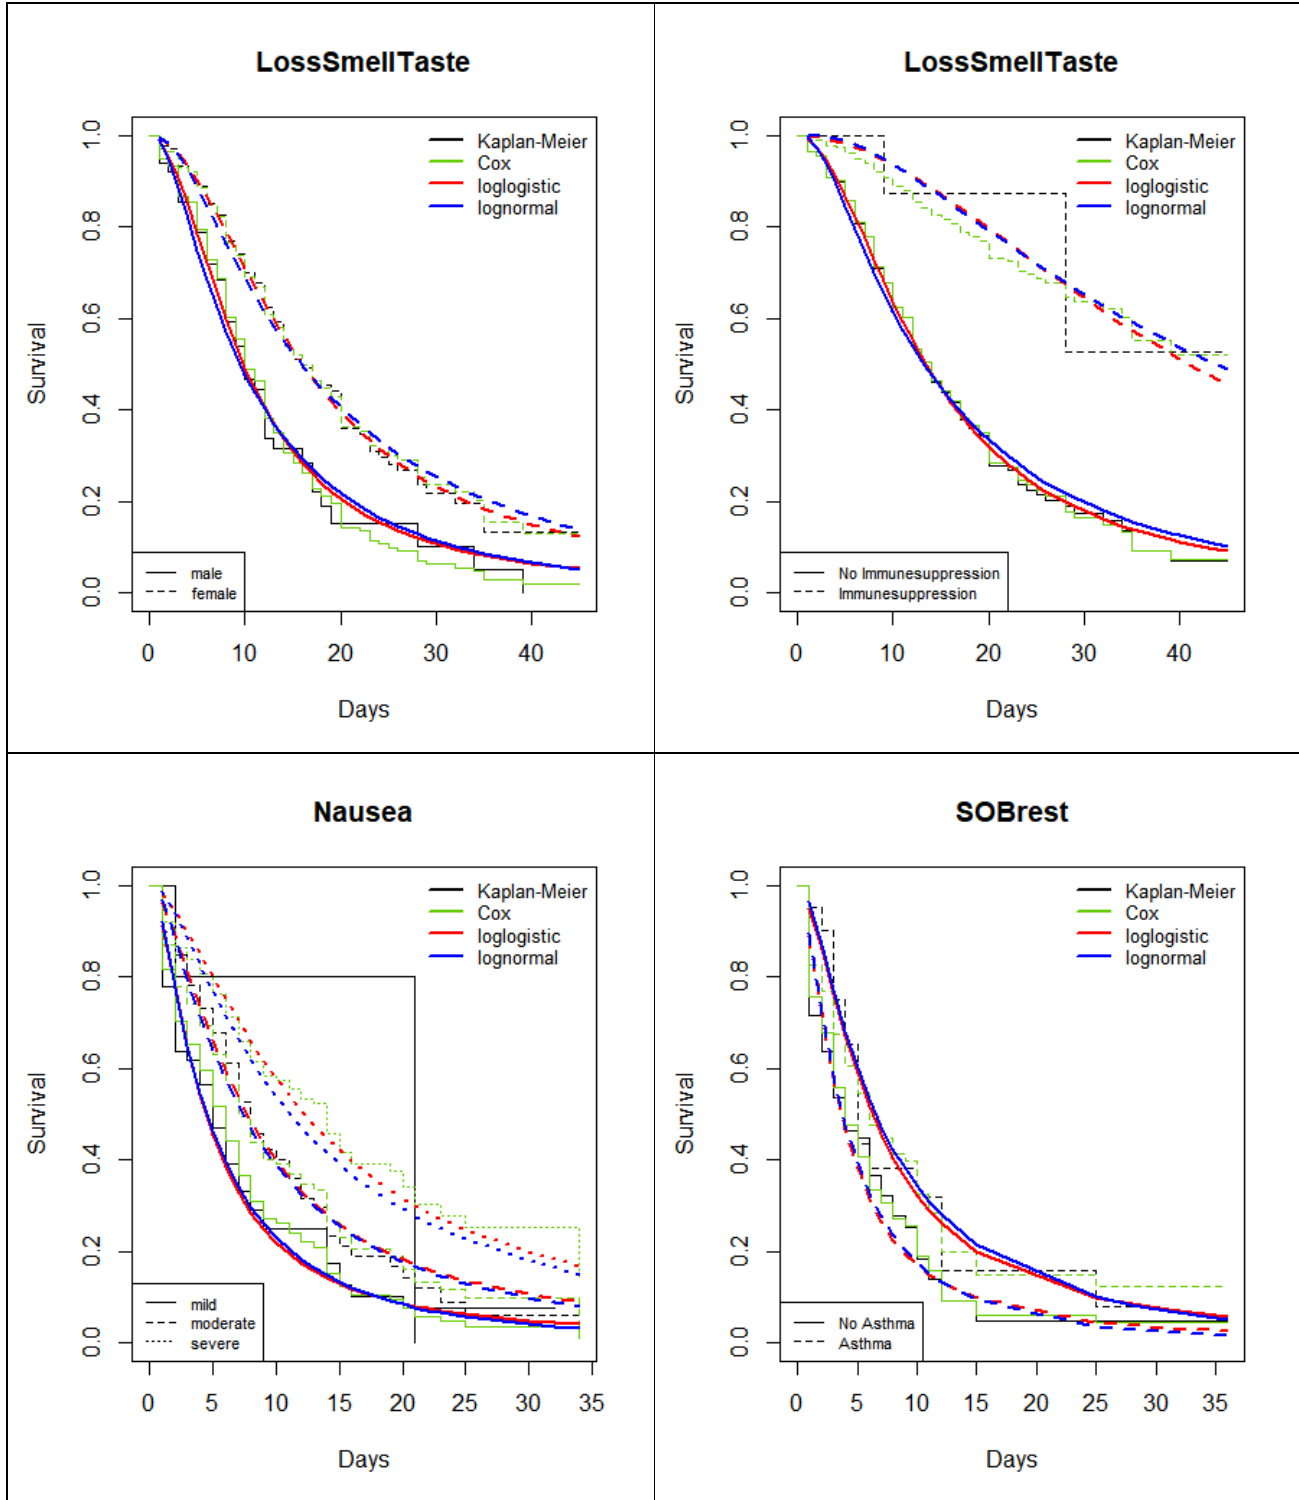 LossSmellTaste
Survival
1.0
0.8
0.6
0.4
0.2
0.0
Kaplan-Meier
Cox
loglogistic
lognormal
male
female
0 10 20 30 40
Days
LossSmellTaste
Survival
1.0
0.8
0.6
0.4
0.2
0.0
Kaplan-Meier
Cox
loglogistic
lognormal
No Immunesuppression
Immunesuppression
0 10 20 30 40
Days
Nausea
Survival
1.0
0.8
0.6
0.4
0.2
0.0
Kaplan-Meier
Cox
loglogistic
lognormal
mild
moderate
severe
0 5 10 15 20 25 30 35
Days
SOBrest
Survival
1.0
0.8
0.6
0.4
0.2
0.0
Kaplan-Meier
Cox
loglogistic
lognormal
No Asthma
Asthma
0 5 10 15 20 25 30 35
Days